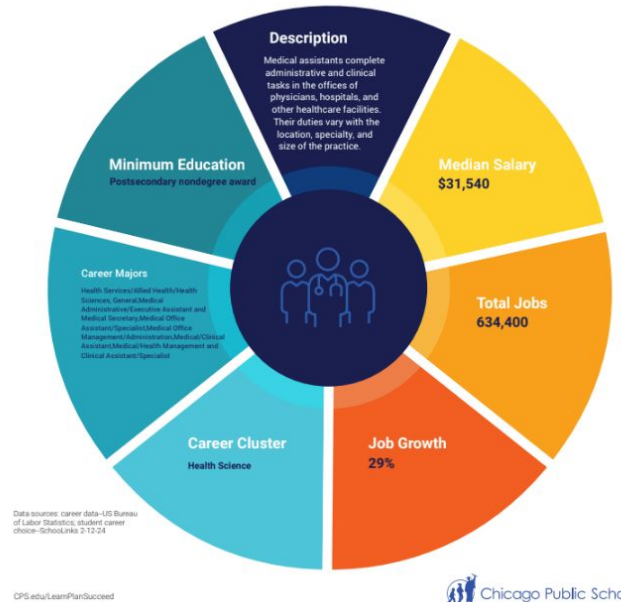 Description
Medical assistants complete
administrative and clinical
tasks in the offices of
physicians, hospitals, and
other healthcare facilities.
Their duties vary with the
location, specialty, and
size of the practice.
Minimum Education
Postsecondary nondegree award
Median Salary
$31,540
Career Majors
Health Services/Allied Health/Health
Sciences, General,Medical
Administrative/Executive Assistant and
Medical Secretary,Medical Office
Assistant/Specialist,Medical Office
Management/Administration,Medical/Clinical
Assistant,Medical/Health Management and
Clinical Assistant/Specialist
Total Jobs
634,400
Career Cluster
Health Science
Job Growth
29%
Data sources: career data–US Bureau
of Labor Statistics; student career
choice–SchooLinks 2-12-24
CPS.edu/LearnPlanSucceed
Chicago Public Scho